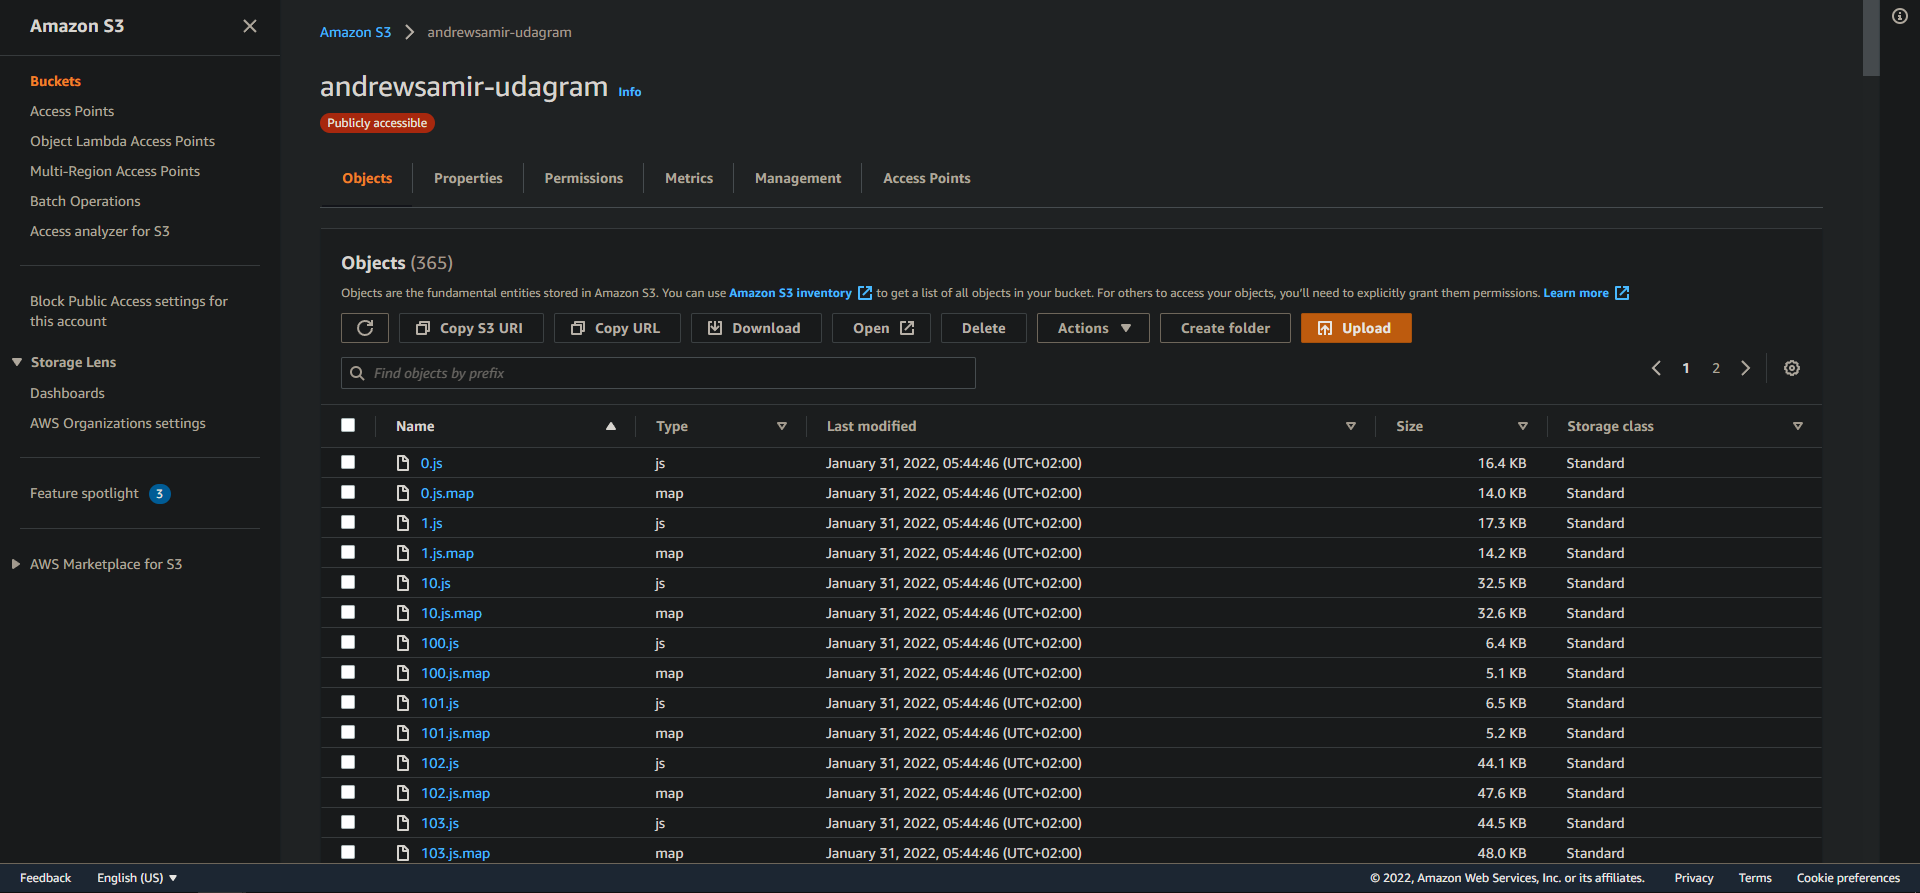 Amazon S3
Buckets
Access Points
Object Lambda Access Points
Multi-Region Access Points
Batch Operations
Access analyzer for S3
Block Public Access settings for
this account
Storage Lens
Dashboards
AWS Organizations settings
Feature spotlight 3
AWS Marketplace for S3
Amazon S3 andrewsamir-udagram
andrewsamir-udagram Info
Publicly accessible
Objects Properties Permissions Metrics Management Access Points
Objects (365)
Objects are the fundamental entities stored in Amazon S3. You can use Amazon S3 inventory to get a list of all objects in your bucket. For others to access your objects, you'll need to explicitly grant them permissions. Learn more
Copy S3 URI Copy URL Download Open Delete Actions Create folder Upload
Find objects by prefix 1 2
Name Type Last modified Size Storage class
0.js js January 31, 2022, 05:44:46 (UTC+02:00) 16.4 KB Standard
0.js.map map January 31, 2022, 05:44:46 (UTC+02:00) 14.0 KB Standard
1.js js January 31, 2022, 05:44:46 (UTC+02:00) 17.3 KB Standard
1.js.map map January 31, 2022, 05:44:46 (UTC+02:00) 14.2 KB Standard
10.js js January 31, 2022, 05:44:46 (UTC+02:00) 32.5 KB Standard
10.js.map map January 31, 2022, 05:44:46 (UTC+02:00) 32.6 KB Standard
100.js js January 31, 2022, 05:44:46 (UTC+02:00) 6.4 KB Standard
100.js.map map January 31, 2022, 05:44:46 (UTC+02:00) 5.1 KB Standard
101.js js January 31, 2022, 05:44:46 (UTC+02:00) 6.5 KB Standard
101.js.map map January 31, 2022, 05:44:46 (UTC+02:00) 5.2 KB Standard
102.js js January 31, 2022, 05:44:46 (UTC+02:00) 44.1 KB Standard
102.js.map map January 31, 2022, 05:44:46 (UTC+02:00) 47.6 KB Standard
103.js js January 31, 2022, 05:44:46 (UTC+02:00) 44.5 KB Standard
103.js.map map January 31, 2022, 05:44:46 (UTC+02:00) 48.0 KB Standard
Feedback English (US) © 2022, Amazon Web Services, Inc. or its affiliates. Privacy Terms Cookie preferences